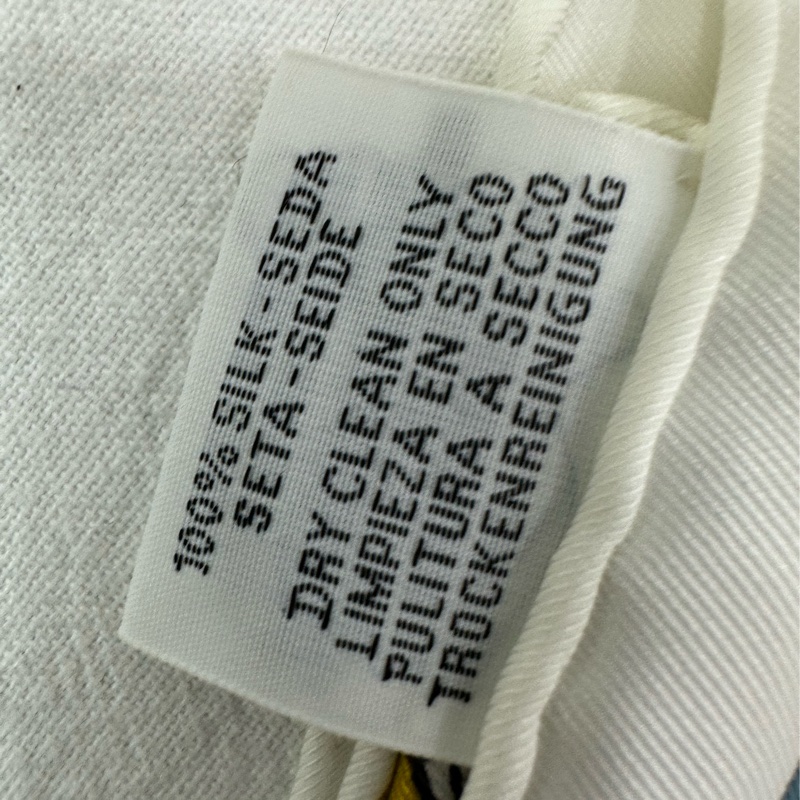 100% SILK-SEDA
SETA-SEIDE
DRY CLEAN ONLY
LIMPIEZA EN SECO
PULITURA A SECCO
TROCKENREINIGUNG